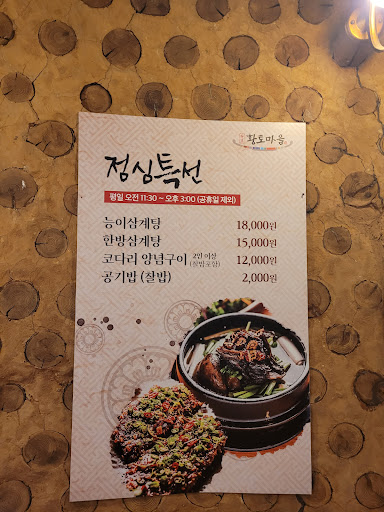 황토마을
점심특선
평일 오전 11:30 ~ 오후 3:00 (공휴일 제외)
능이삼계탕 18,000원
한방삼계탕 15,000원
코다리 양념구이 2인 이상 (찰밥포함) 12,000원
공기밥 (찰밥) 2,000원